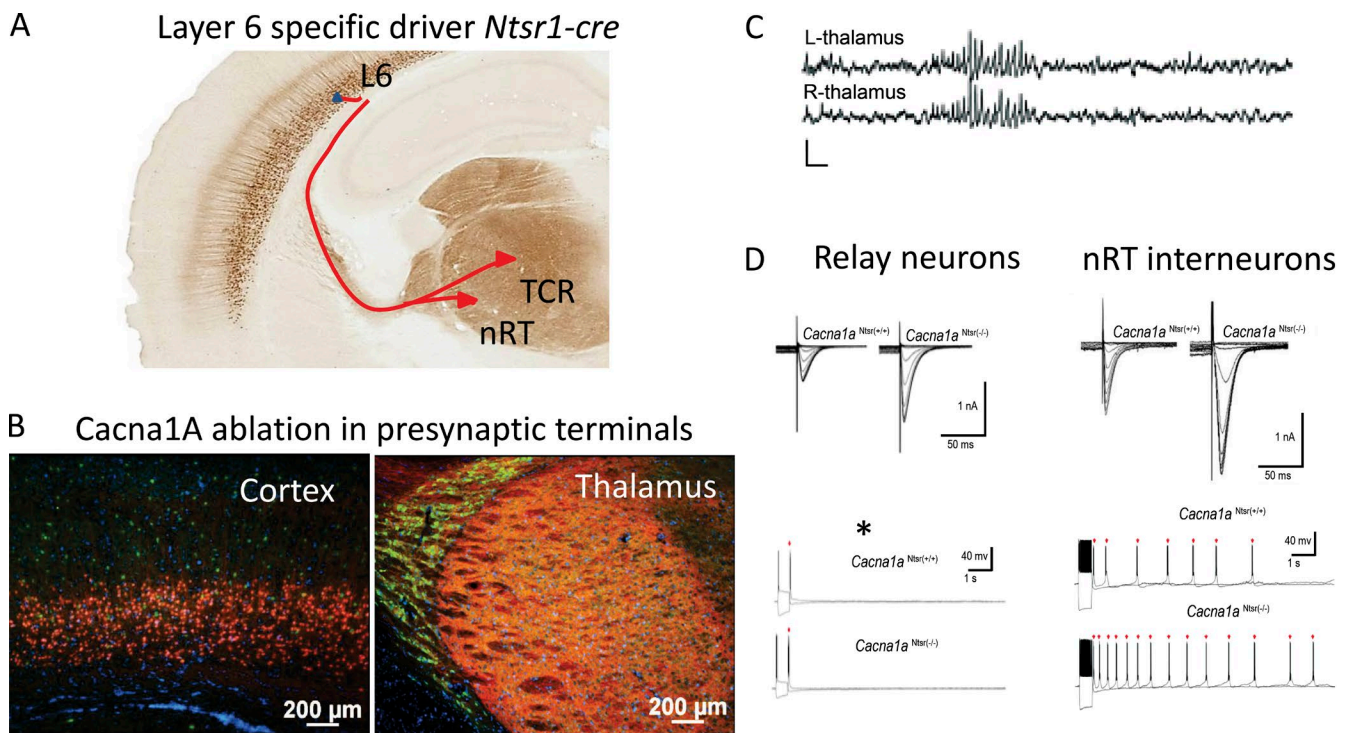 A
Layer 6 specific driver Ntsr1-cre
L6
TCR
nRT
B
Cacna1A ablation in presynaptic terminals
Cortex
200 µm
Thalamus
200 µm
C
L-thalamus
R-thalamus
D
Relay neurons
nRT interneurons
Cacna1a Ntsr(+/+)
Cacna1a Ntsr(-/-)
1 nA
50 ms
Cacna1a Ntsr(+/+)
Cacna1a Ntsr(-/-)
1 nA
50 ms
*
Cacna1a Ntsr(+/+)
40 mv
1 s
Cacna1a Ntsr(-/-)
Cacna1a Ntsr(+/+)
40 mv
1 s
Cacna1a Ntsr(-/-)